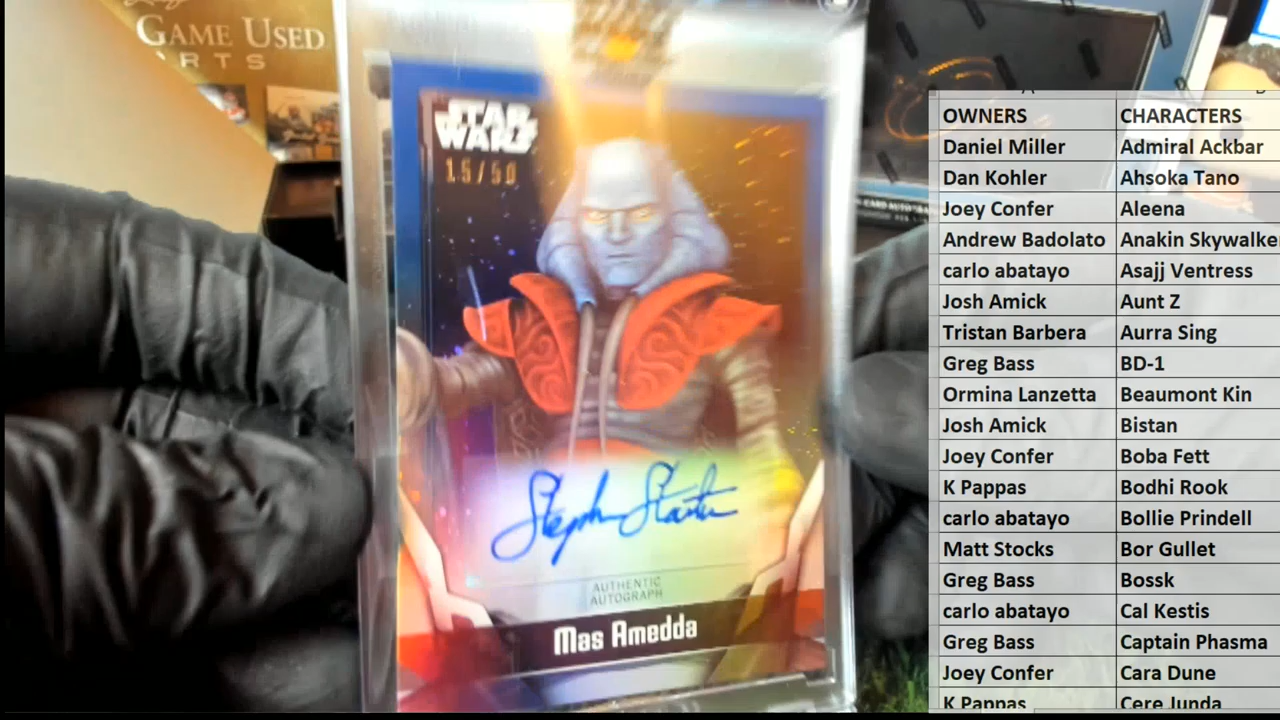 GAME USED
ARTS
STAR
WARS
15/50
Stephen Stanton
AUTHENTIC
AUTOGRAPH
Mas Amedda
OWNERS CHARACTERS
Daniel Miller Admiral Ackbar
Dan Kohler Ahsoka Tano
Joey Confer Aleena
Andrew Badolato Anakin Skywalke
carlo abatayo Asajj Ventress
Josh Amick Aunt Z
Tristan Barbera Aurra Sing
Greg Bass BD-1
Ormina Lanzetta Beaumont Kin
Josh Amick Bistan
Joey Confer Boba Fett
K Pappas Bodhi Rook
carlo abatayo Bollie Prindell
Matt Stocks Bor Gullet
Greg Bass Bossk
carlo abatayo Cal Kestis
Greg Bass Captain Phasma
Joey Confer Cara Dune
K Pappas Cere Junda